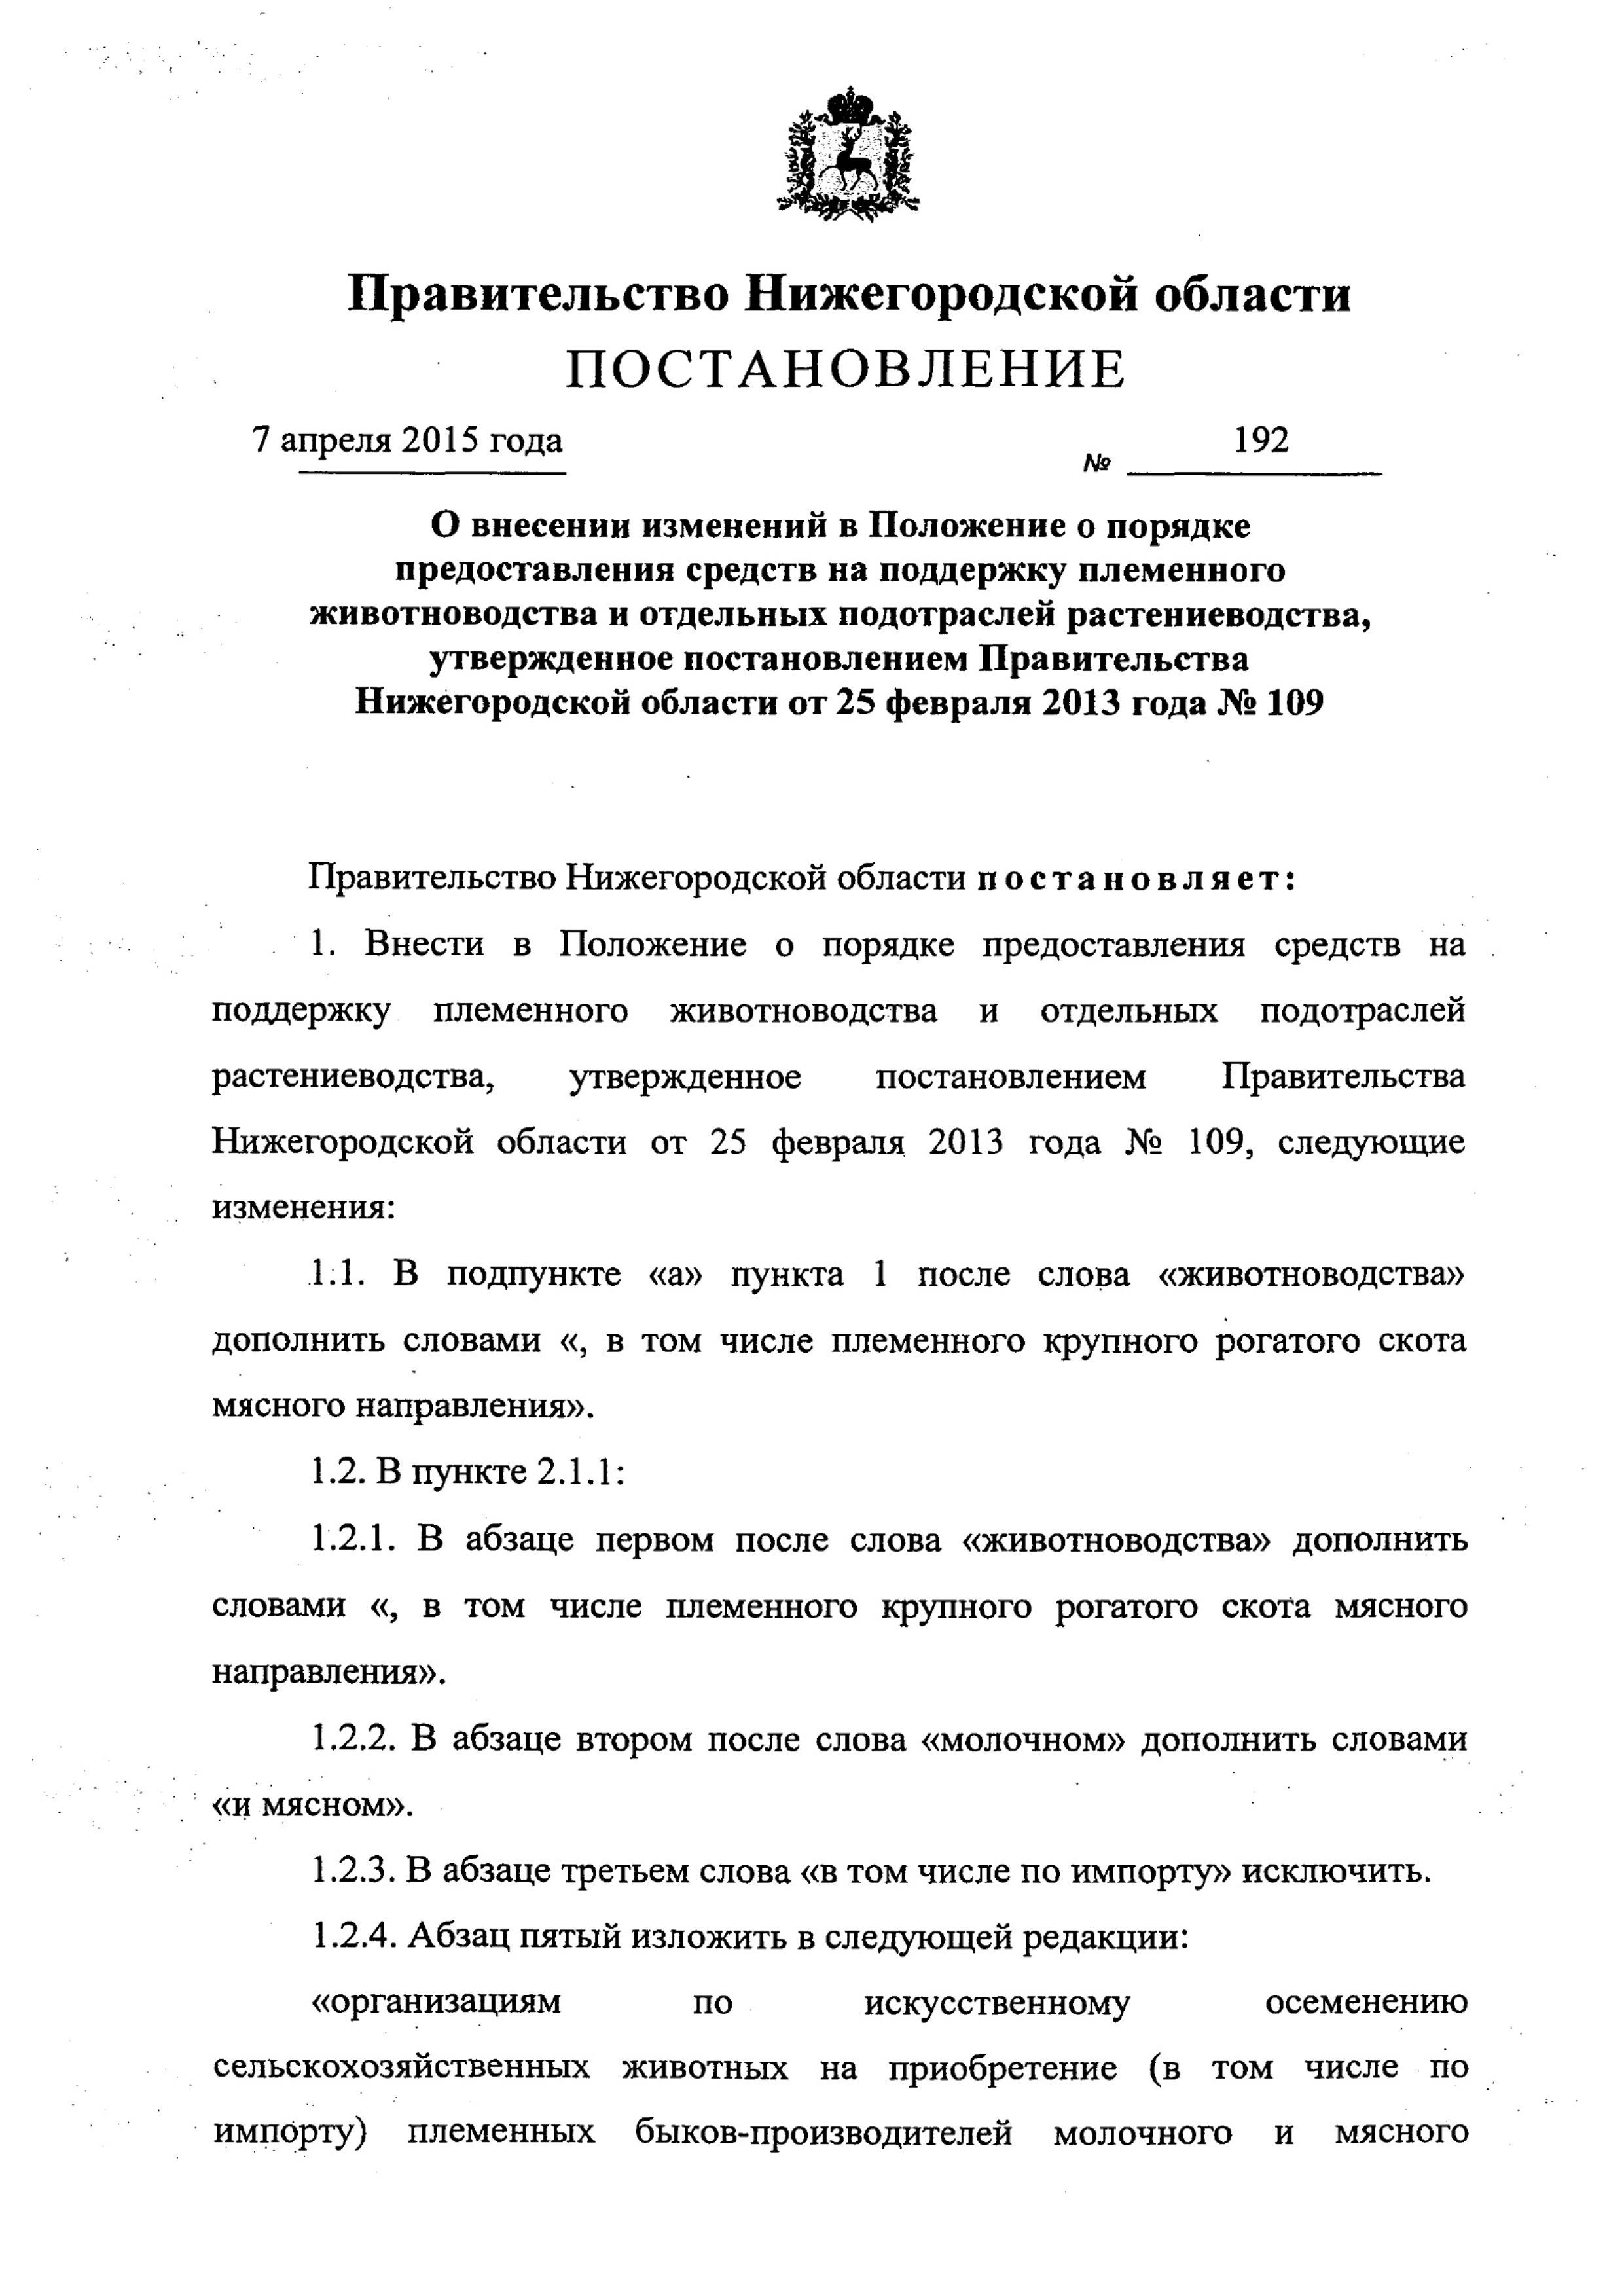 Правительство Нижегородской области
ПОСТАНОВЛЕНИЕ
7 апреля 2015 года № 192
О внесении изменений в Положение о порядке
предоставления средств на поддержку племенного
животноводства и отдельных подотраслей растениеводства,
утвержденное постановлением Правительства
Нижегородской области от 25 февраля 2013 года № 109
Правительство Нижегородской области постановляет:
1. Внести в Положение о порядке предоставления средств на
поддержку племенного животноводства и отдельных подотраслей
растениеводства, утвержденное постановлением Правительства
Нижегородской области от 25 февраля 2013 года № 109, следующие
изменения:
1.1. В подпункте «а» пункта 1 после слова «животноводства»
дополнить словами «, в том числе племенного крупного рогатого скота
мясного направления».
1.2. В пункте 2.1.1:
1.2.1. В абзаце первом после слова «животноводства» дополнить
словами «, в том числе племенного крупного рогатого скота мясного
направления».
1.2.2. В абзаце втором после слова «молочном» дополнить словами
«и мясном».
1.2.3. В абзаце третьем слова «в том числе по импорту» исключить.
1.2.4. Абзац пятый изложить в следующей редакции:
«организациям по искусственному осеменению
сельскохозяйственных животных на приобретение (в том числе по
импорту) племенных быков-производителей молочного и мясного